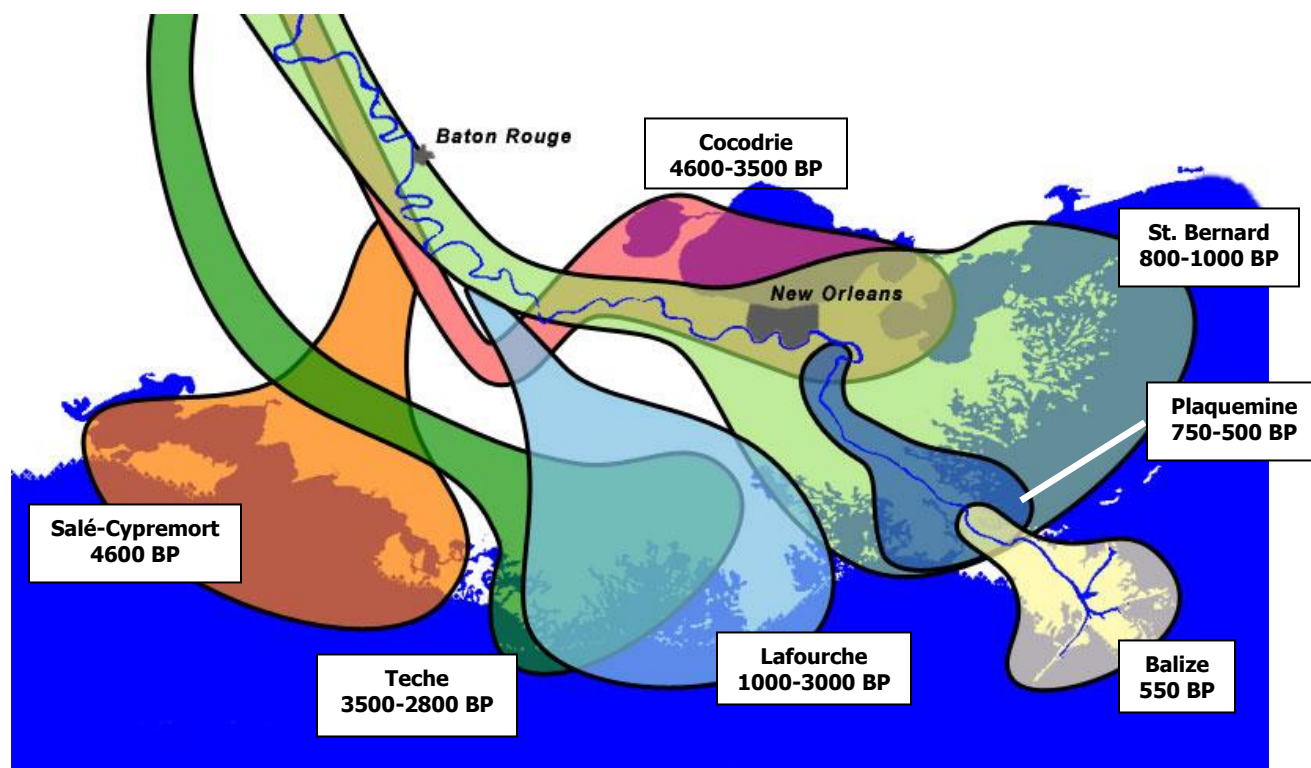 Baton Rouge
Cocodrie
4600-3500 BP
St. Bernard
800-1000 BP
New Orleans
Plaquemine
750-500 BP
Salé-Cypremort
4600 BP
Teche
3500-2800 BP
Lafourche
1000-3000 BP
Balize
550 BP